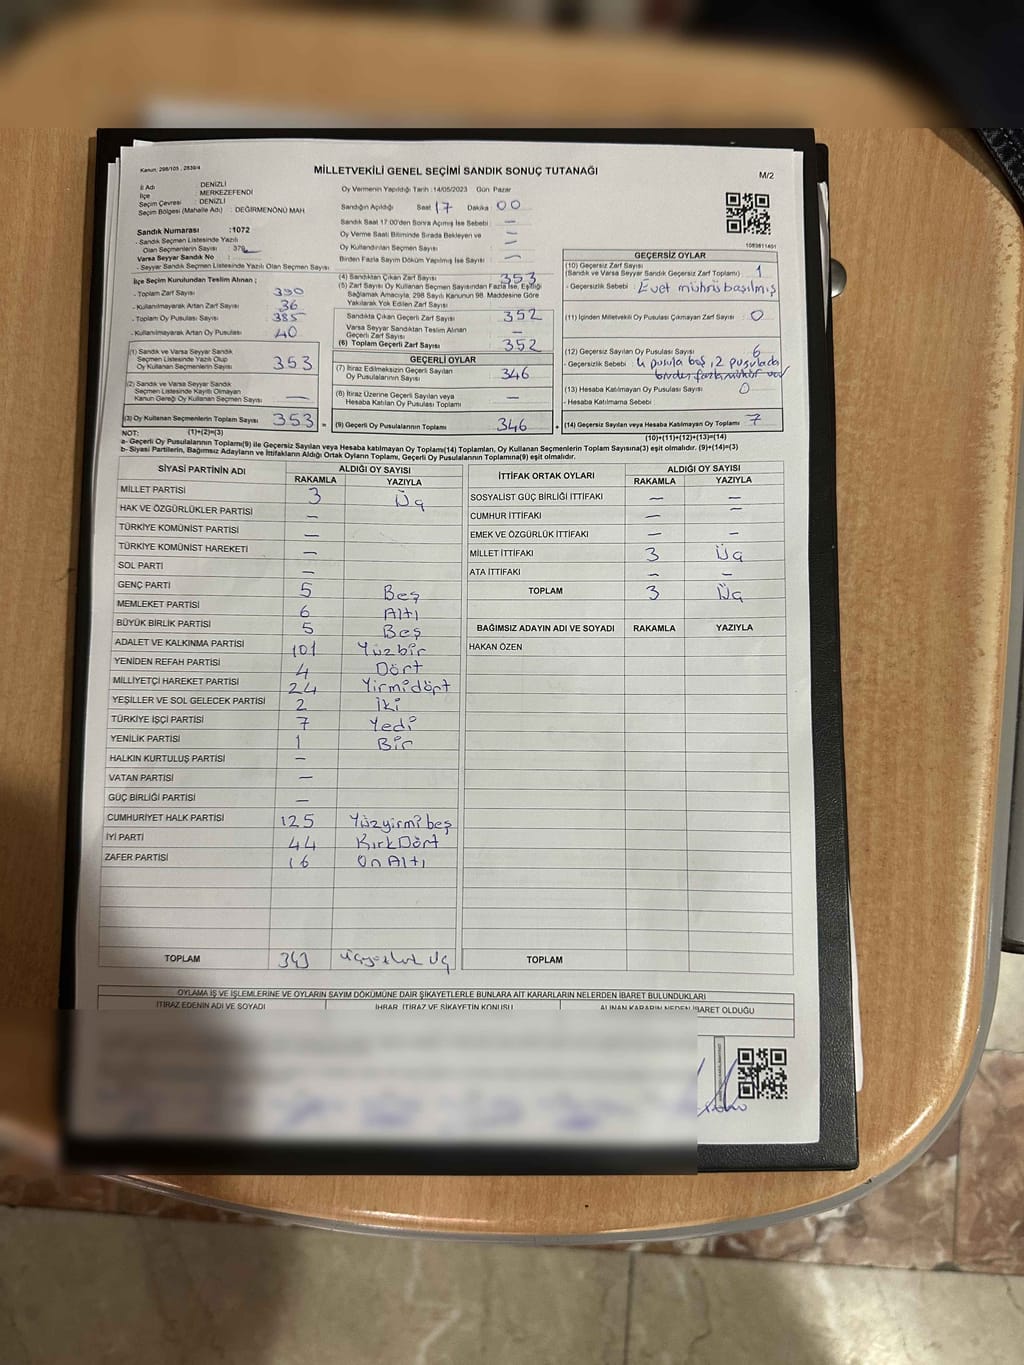 Kanun: 298/105 , 2839/4
MİLLETVEKİLİ GENEL SEÇİMİ SANDIK SONUÇ TUTANAĞI
M/2
İl Adı DENİZLİ
İlçe MERKEZEFENDİ
Seçim Çevresi DENİZLİ
Seçim Bölgesi (Mahalle Adı) : DEĞİRMENÖNÜ MAH
Sandık Numarası :1072
- Sandık Seçmen Listesinde Yazılı
Olan Seçmenlerin Sayısı : 379
Varsa Seyyar Sandık No :
- Seyyar Sandık Seçmen Listesinde Yazılı Olan Seçmen Sayısı
Oy Vermenin Yapıldığı Tarih : 14/05/2023 Gün Pazar
Sandığın Açıldığı Saat 17 Dakika 00
Sandık Saat 17:00'den Sonra Açmış İse Sebebi : —
Oy Verme Saati Bitiminde Sırada Bekleyen ve —
Oy Kullandırılan Seçmen Sayısı —
Birden Fazla Sayım Döküm Yapılmış İse Sayısı : —
1083611401
İlçe Seçim Kurulundan Teslim Alınan ;
- Toplam Zarf Sayısı : 390
- Kullanılmayarak Artan Zarf Sayısı : 36
- Toplam Oy Pusulası Sayısı : 385
- Kullanılmayarak Artan Oy Pusulası : 40
(1) Sandık ve Varsa Seyyar Sandık
Seçmen Listesinde Yazılı Olup
Oy Kullanan Seçmenlerin Sayısı 353
(2) Sandık ve Varsa Seyyar Sandık
Seçmen Listesinde Kayıtlı Olmayan
Kanun Gereği Oy Kullanan Seçmen Sayısı —
(3) Oy Kullanan Seçmenlerin Toplam Sayısı 353 =
(1)+(2)=(3)
(4) Sandıktan Çıkan Zarf Sayısı 353
(5) Zarf Sayısı Oy Kullanan Seçmen Sayısından Fazla İse, Eşitliği
Sağlamak Amacıyla, 298 Sayılı Kanunun 98. Maddesine Göre
Yakılarak Yok Edilen Zarf Sayısı
Sandıkta Çıkan Geçerli Zarf Sayısı 352
Varsa Seyyar Sandıktan Teslim Alınan
Geçerli Zarf Sayısı —
(6) Toplam Geçerli Zarf Sayısı 352
GEÇERLİ OYLAR
(7) İtiraz Edilmeksizin Geçerli Sayılan
Oy Pusulalarının Sayısı 346
(8) İtiraz Üzerine Geçerli Sayılan veya
Hesaba Katılan Oy Pusulası Toplamı —
(9) Geçerli Oy Pusulalarının Toplamı 346 +
GEÇERSİZ OYLAR
(10) Geçersiz Zarf Sayısı
(Sandık ve Varsa Seyyar Sandık Geçersiz Zarf Toplamı) : 1
- Geçersizlik Sebebi : Evet mührü basılmış
(11) İçinden Milletvekili Oy Pusulası Çıkmayan Zarf Sayısı : 0
(12) Geçersiz Sayılan Oy Pusulası Sayısı : 6
- Geçersizlik Sebebi : 4 pusula boş, 2 pusulada
birden fazla mühür var
(13) Hesaba Katılmayan Oy Pusulası Sayısı : 0
- Hesaba Katılmama Sebebi :
(14) Geçersiz Sayılan veya Hesaba Katılmayan Oy Toplamı : 7
(10)+(11)+(12)+(13)=(14)
NOT:
a- Geçerli Oy Pusulalarının Toplamı(9) ile Geçersiz Sayılan veya Hesaba katılmayan Oy Toplamı(14) Toplamları, Oy Kullanan Seçmenlerin Toplam Sayısına(3) eşit olmalıdır. (9)+(14)=(3)
b- Siyasi Partilerin, Bağımsız Adayların ve İttifakların Aldığı Ortak Oyların Toplamı, Geçerli Oy Pusulalarının Toplamına(9) eşit olmalıdır.
SİYASİ PARTİNİN ADI ALDIĞI OY SAYISI
RAKAMLA YAZIYLA
MİLLET PARTİSİ 3 Üç
HAK VE ÖZGÜRLÜKLER PARTİSİ —
TÜRKİYE KOMÜNİST PARTİSİ —
TÜRKİYE KOMÜNİST HAREKETİ —
SOL PARTİ —
GENÇ PARTİ 5 Beş
MEMLEKET PARTİSİ 6 Altı
BÜYÜK BİRLİK PARTİSİ 5 Beş
ADALET VE KALKINMA PARTİSİ 101 Yüzbir
YENİDEN REFAH PARTİSİ 4 Dört
MİLLİYETÇİ HAREKET PARTİSİ 24 Yirmidört
YEŞİLLER VE SOL GELECEK PARTİSİ 2 İki
TÜRKİYE İŞÇİ PARTİSİ 7 Yedi
YENİLİK PARTİSİ 1 Bir
HALKIN KURTULUŞ PARTİSİ —
VATAN PARTİSİ —
GÜÇ BİRLİĞİ PARTİSİ —
CUMHURİYET HALK PARTİSİ 125 Yüzyirmibeş
İYİ PARTİ 44 KırkDört
ZAFER PARTİSİ 16 On Altı
TOPLAM 343 üçyüzkırk üç
İTTİFAK ORTAK OYLARI ALDIĞI OY SAYISI
RAKAMLA YAZIYLA
SOSYALİST GÜÇ BİRLİĞİ İTTİFAKI — —
CUMHUR İTTİFAKI — —
EMEK VE ÖZGÜRLÜK İTTİFAKI — —
MİLLET İTTİFAKI 3 Üç
ATA İTTİFAKI — —
TOPLAM 3 Üç
BAĞIMSIZ ADAYIN ADI VE SOYADI RAKAMLA YAZIYLA
HAKAN ÖZEN
TOPLAM
OYLAMA İŞ VE İŞLEMLERİNE VE OYLARIN SAYIM DÖKÜMÜNE DAİR ŞİKAYETLERLE BUNLARA AİT KARARLARIN NELERDEN İBARET BULUNDUKLARI
İTİRAZ EDENİN ADI VE SOYADI İHBAR, İTİRAZ VE ŞİKAYETİN KONUSU ALINAN KARARIN NEDEN İBARET OLDUĞU